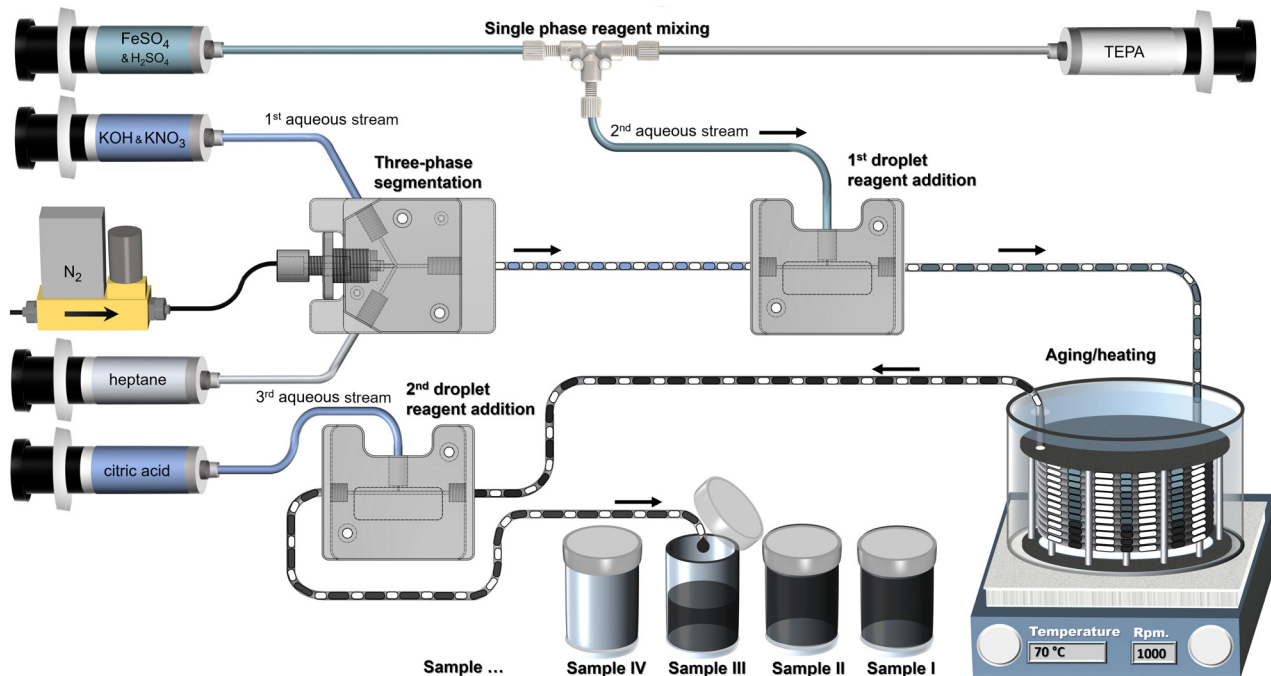 Single phase reagent mixing
FeSO₄
& H₂SO₄
TEPA
1ˢᵗ aqueous stream
2ⁿᵈ aqueous stream
KOH & KNO₃
Three-phase
segmentation
1ˢᵗ droplet
reagent addition
N₂
heptane
Aging/heating
3ʳᵈ aqueous stream
2ⁿᵈ droplet
reagent addition
citric acid
Temperature
Rpm.
70 °C
1000
Sample ...
Sample IV
Sample III
Sample II
Sample I